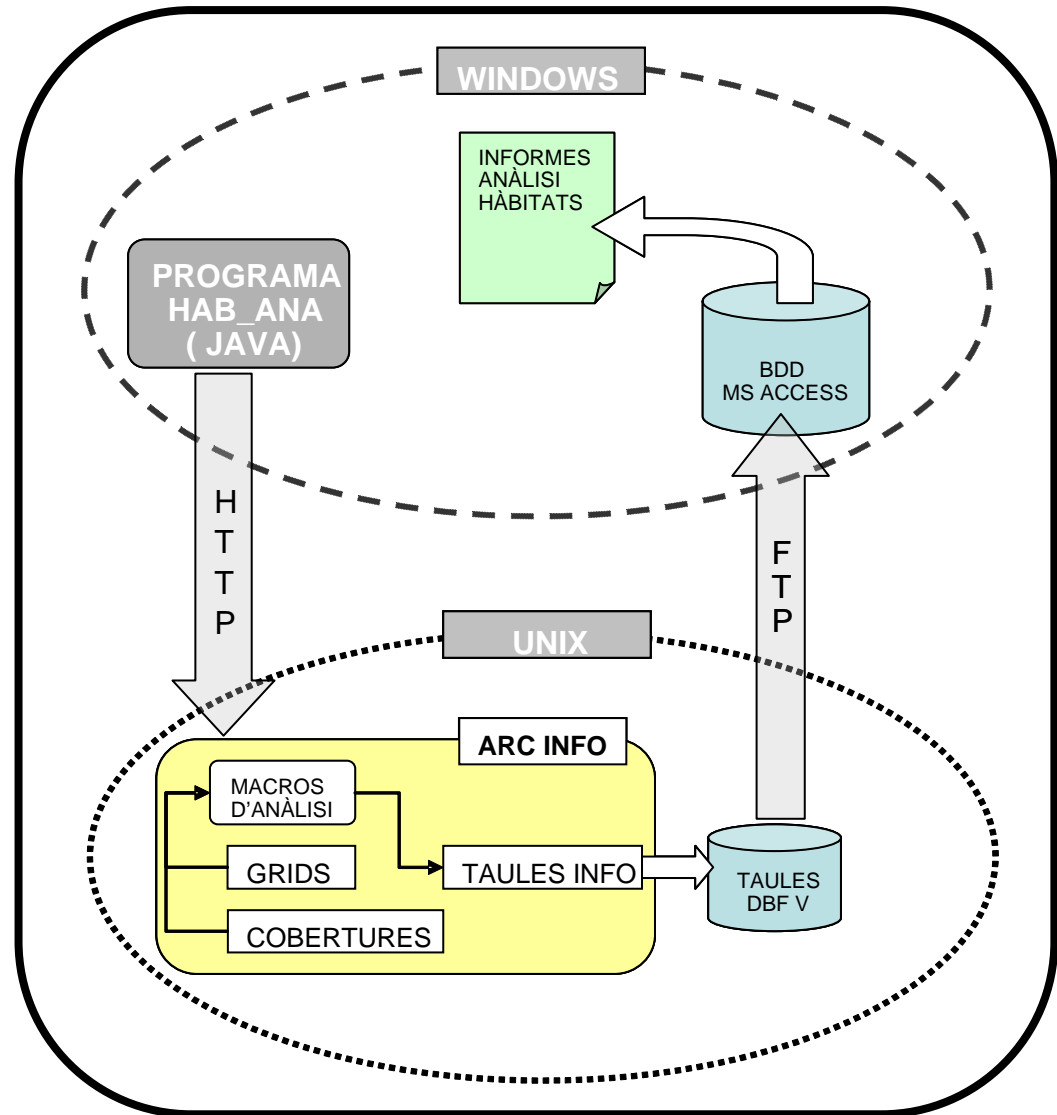 WINDOWS
INFORMES
ANÀLISI
HÀBITATS
PROGRAMA
HAB_ANA
( JAVA)
BDD
MS ACCESS
H
T
T
P
F
T
P
UNIX
ARC INFO
MACROS
D'ANÀLISI
GRIDS
TAULES INFO
COBERTURES
TAULES
DBF V